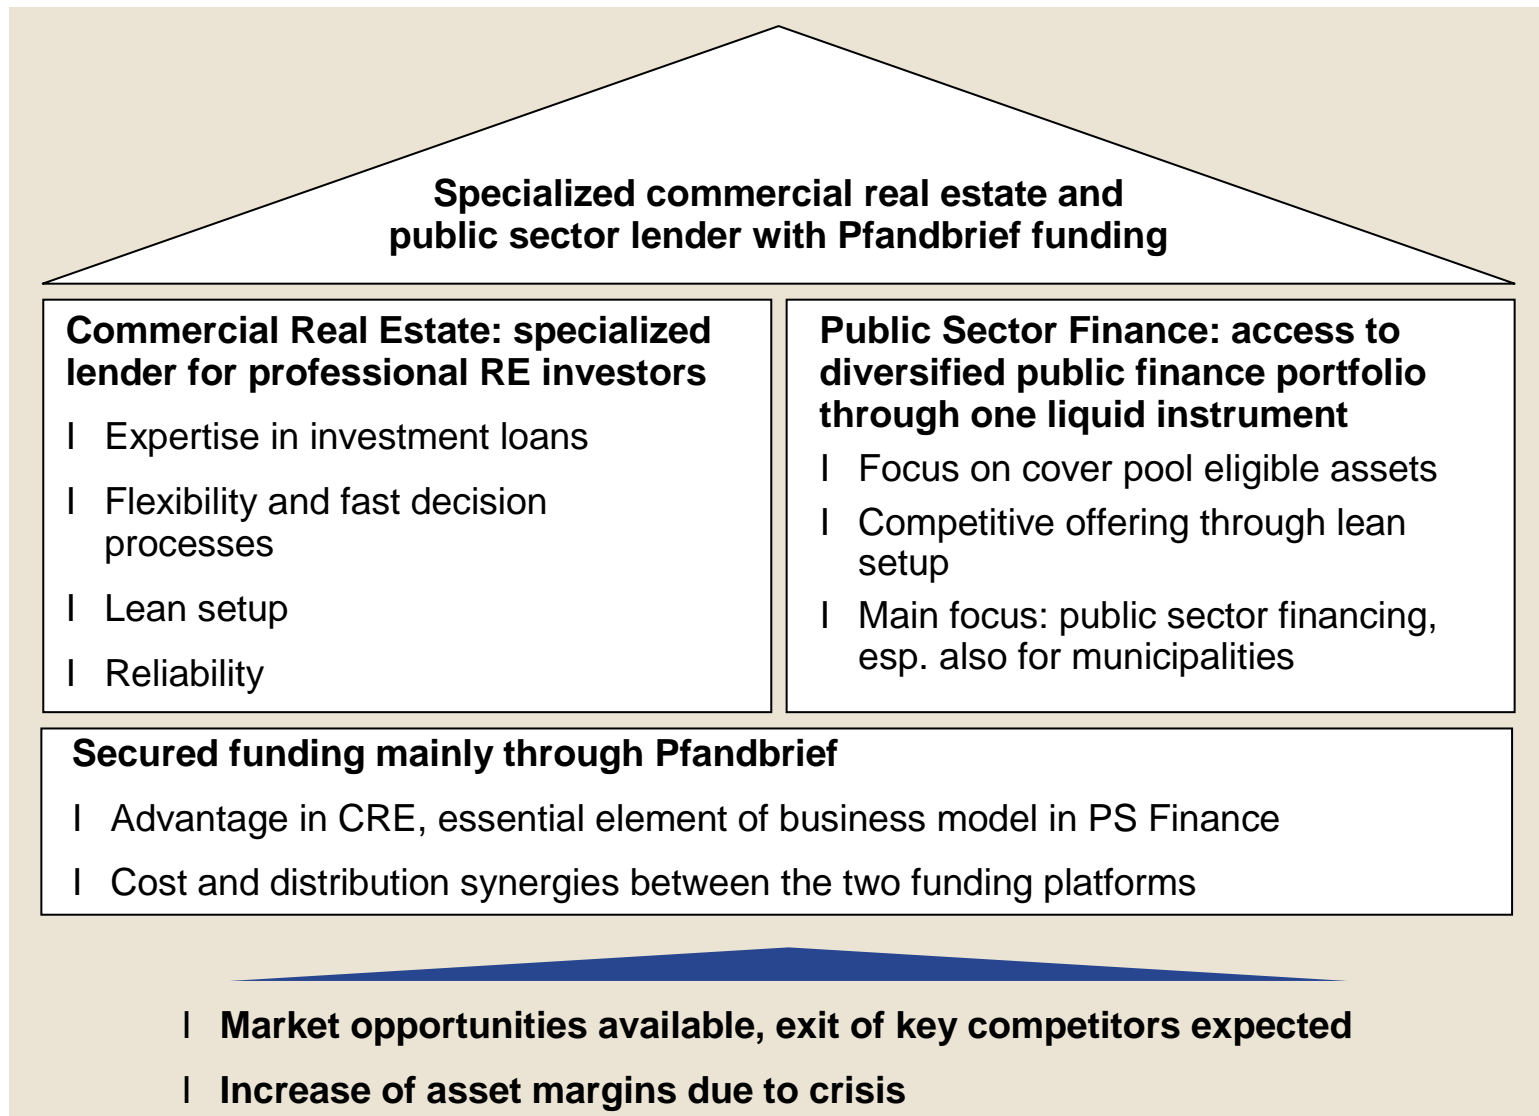 Specialized commercial real estate and
public sector lender with Pfandbrief funding
Commercial Real Estate: specialized
lender for professional RE investors
l Expertise in investment loans
l Flexibility and fast decision
processes
l Lean setup
l Reliability
Public Sector Finance: access to
diversified public finance portfolio
through one liquid instrument
l Focus on cover pool eligible assets
l Competitive offering through lean
setup
l Main focus: public sector financing,
esp. also for municipalities
Secured funding mainly through Pfandbrief
l Advantage in CRE, essential element of business model in PS Finance
l Cost and distribution synergies between the two funding platforms
l Market opportunities available, exit of key competitors expected
l Increase of asset margins due to crisis